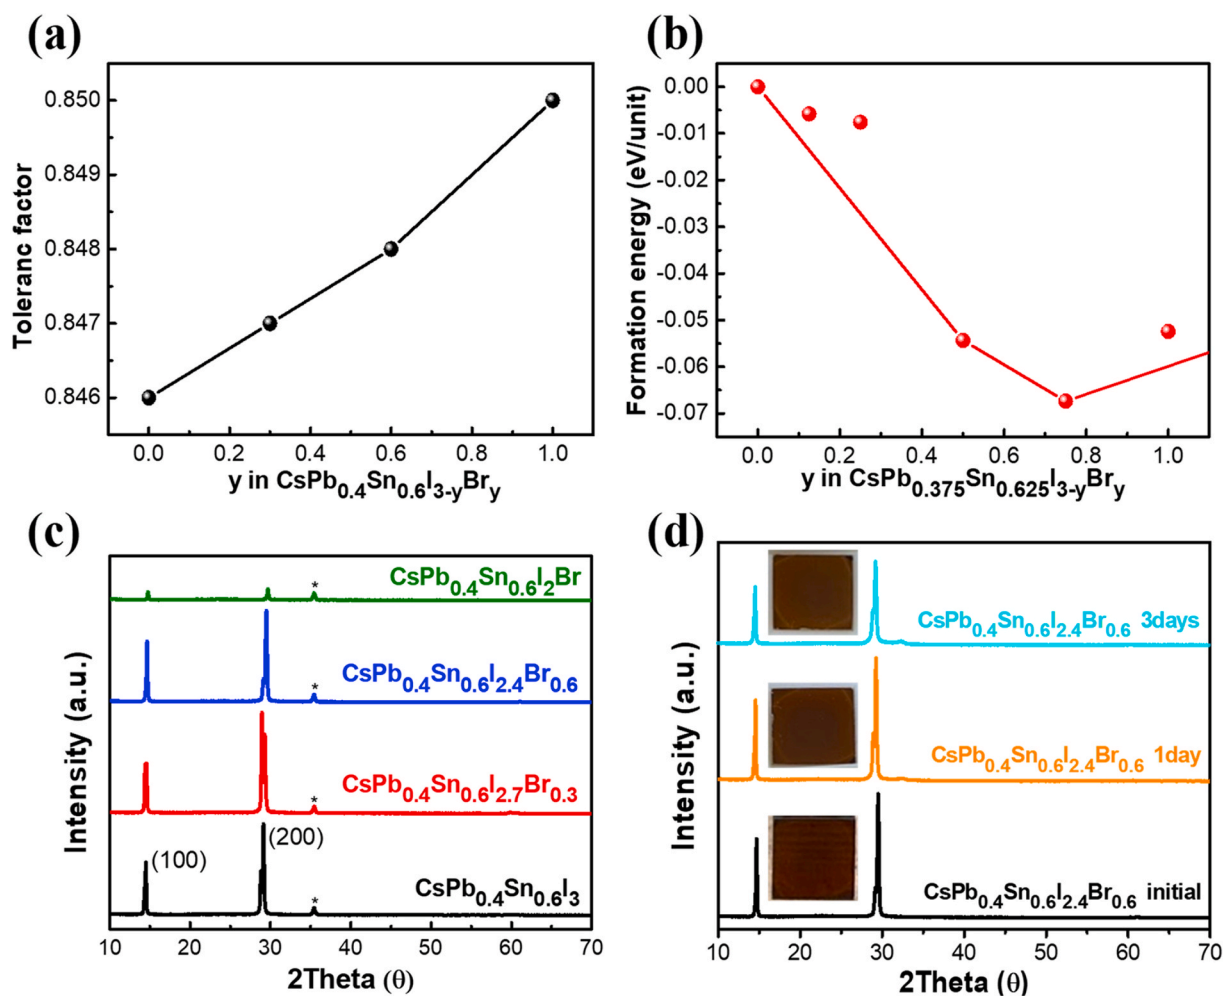 (a)
0.850
0.849
0.848
0.847
0.846
Toleranc factor
0.0 0.2 0.4 0.6 0.8 1.0
y in CsPb0.4Sn0.6I3-yBry
(b)
0.00
-0.01
-0.02
-0.03
-0.04
-0.05
-0.06
-0.07
Formation energy (eV/unit)
0.0 0.2 0.4 0.6 0.8 1.0
y in CsPb0.375Sn0.625I3-yBry
(c)
CsPb0.4Sn0.6I2Br
*
CsPb0.4Sn0.6I2.4Br0.6
*
CsPb0.4Sn0.6I2.7Br0.3
*
(100)
(200)
CsPb0.4Sn0.6I3
*
Intensity (a.u.)
10 20 30 40 50 60 70
2Theta (θ)
(d)
CsPb0.4Sn0.6I2.4Br0.6 3days
CsPb0.4Sn0.6I2.4Br0.6 1day
CsPb0.4Sn0.6I2.4Br0.6 initial
Intensity (a.u.)
10 20 30 40 50 60 70
2Theta (θ)